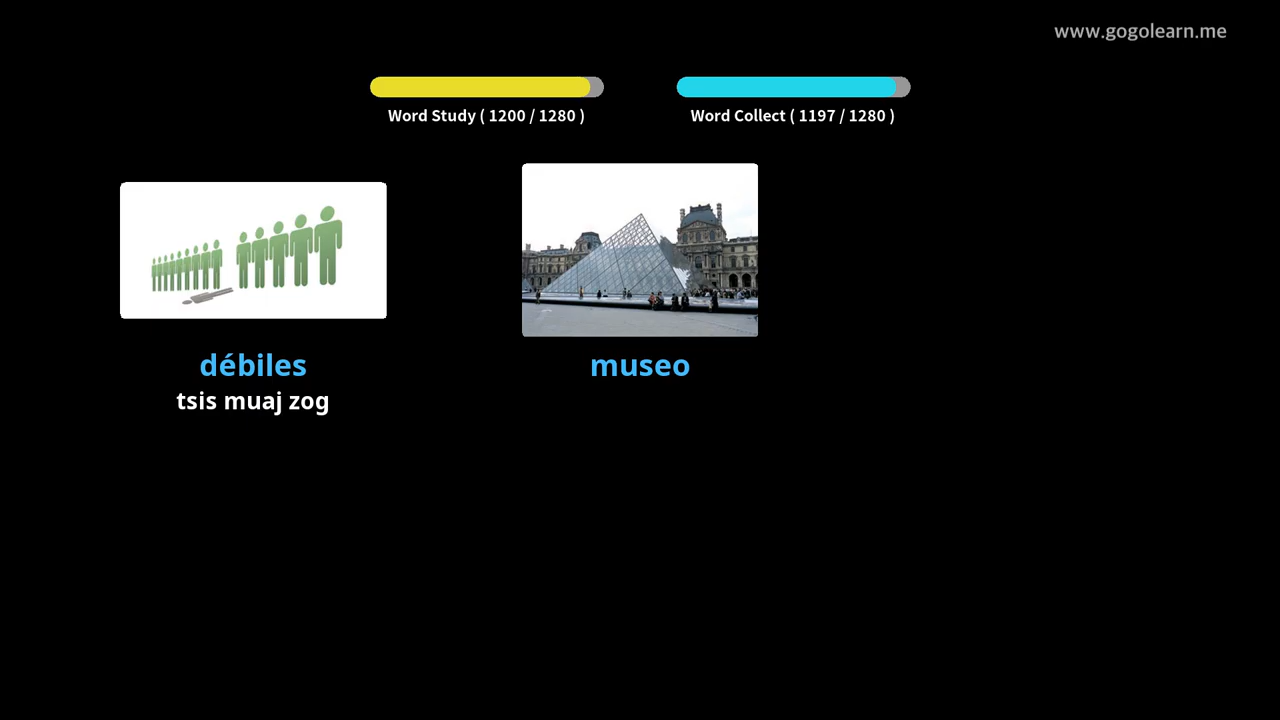 www.gogolearn.me
Word Study ( 1200 / 1280 )
Word Collect ( 1197 / 1280 )
débiles
tsis muaj zog
museo